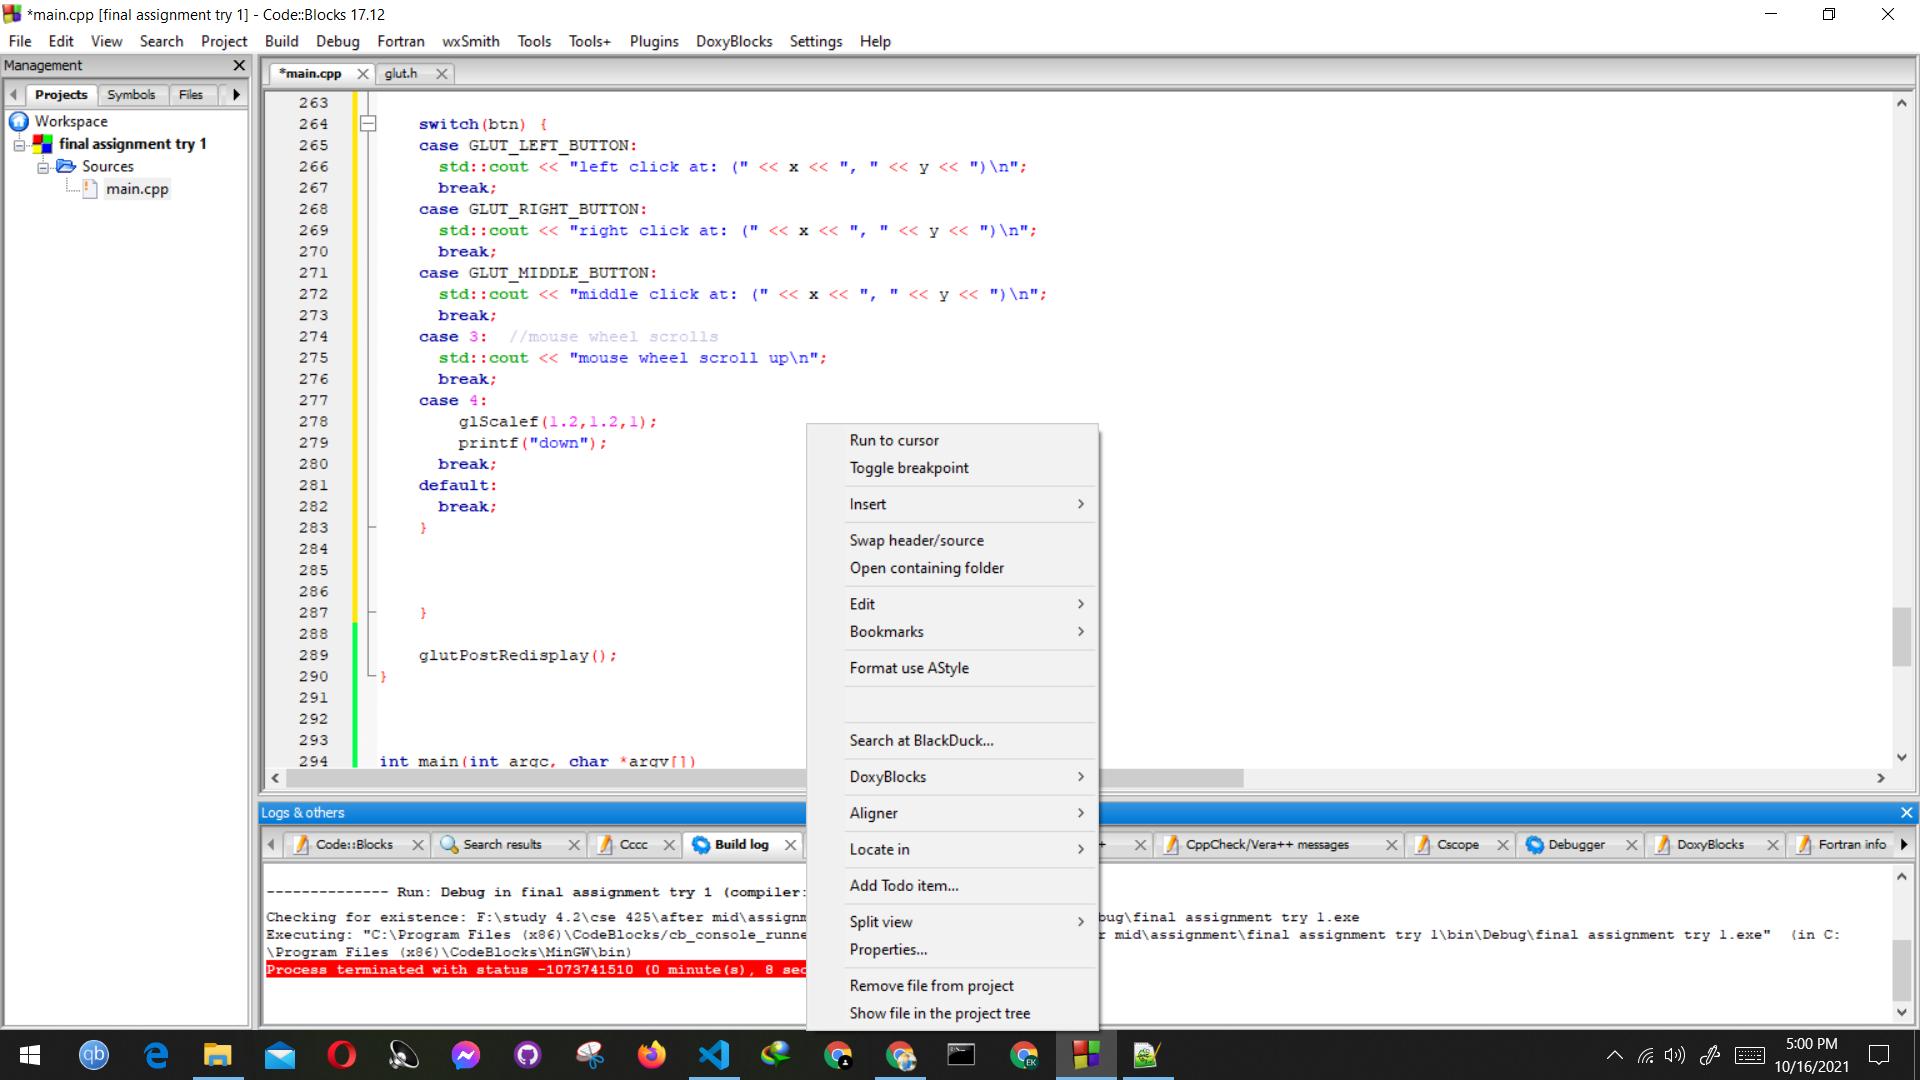 *main.cpp [final assignment try 1] - Code::Blocks 17.12
File Edit View Search Project Build Debug Fortran wxSmith Tools Tools+ Plugins DoxyBlocks Settings Help
Management
Projects Symbols Files
Workspace
final assignment try 1
Sources
main.cpp
*main.cpp glut.h
263
264 switch(btn) {
265 case GLUT_LEFT_BUTTON:
266 std::cout << "left click at: (" << x << ", " << y << ")\n";
267 break;
268 case GLUT_RIGHT_BUTTON:
269 std::cout << "right click at: (" << x << ", " << y << ")\n";
270 break;
271 case GLUT_MIDDLE_BUTTON:
272 std::cout << "middle click at: (" << x << ", " << y << ")\n";
273 break;
274 case 3: //mouse wheel scrolls
275 std::cout << "mouse wheel scroll up\n";
276 break;
277 case 4:
278 glScalef(1.2,1.2,1);
279 printf("down");
280 break;
281 default:
282 break;
283 }
284
285
286
287 }
288
289 glutPostRedisplay();
290 }
291
292
293
294 int main(int argc, char *argv[])
Run to cursor
Toggle breakpoint
Insert
Swap header/source
Open containing folder
Edit
Bookmarks
Format use AStyle
Search at BlackDuck...
DoxyBlocks
Aligner
Locate in
Add Todo item...
Split view
Properties...
Remove file from project
Show file in the project tree
Logs & others
Code::Blocks Search results Cccc Build log + CppCheck/Vera++ messages Cscope Debugger DoxyBlocks Fortran info
-------------- Run: Debug in final assignment try 1 (compiler:
Checking for existence: F:\study 4.2\cse 425\after mid\assignm bug\final assignment try 1.exe
Executing: "C:\Program Files (x86)\CodeBlocks/cb_console_runne r mid\assignment\final assignment try 1\bin\Debug\final assignment try 1.exe" (in C:
\Program Files (x86)\CodeBlocks\MinGW\bin)
Process terminated with status -1073741510 (0 minute(s), 8 sec
qb
EK
5:00 PM
10/16/2021